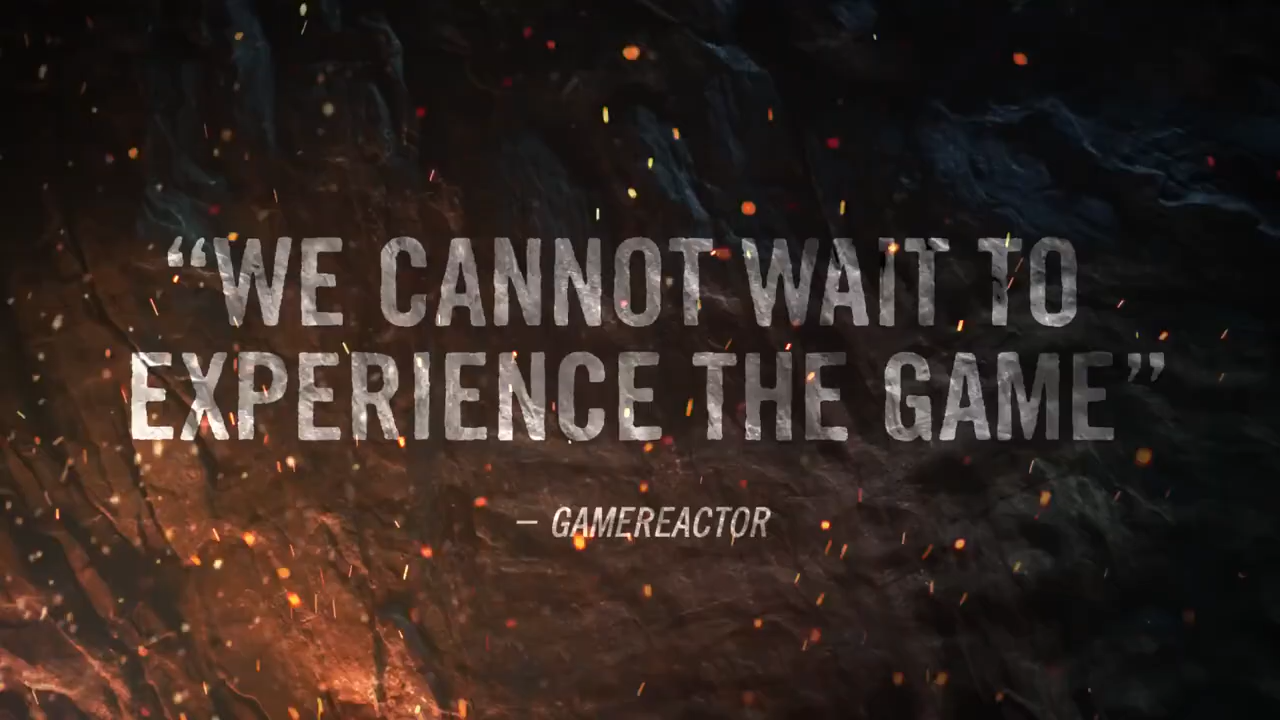 “WE CANNOT WAIT TO
EXPERIENCE THE GAME”
– GAMEREACTOR